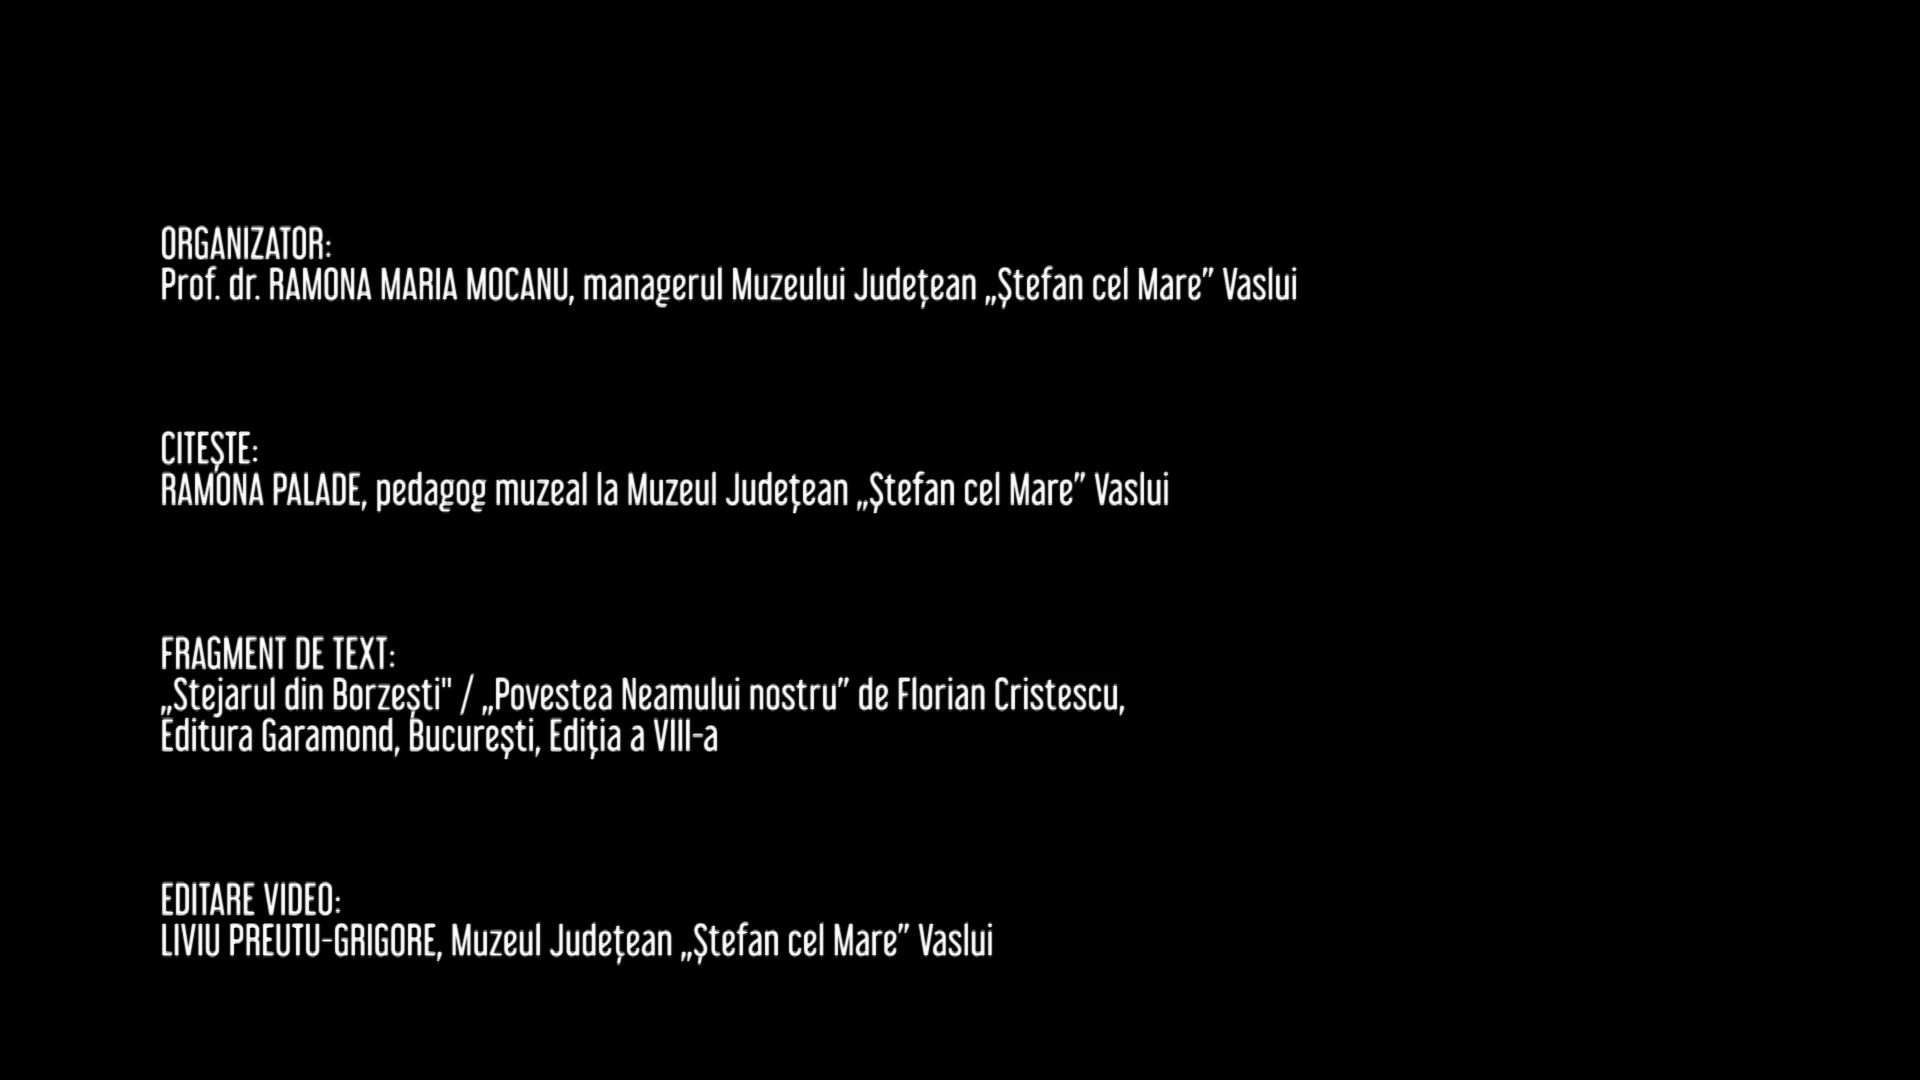 ORGANIZATOR:
Prof. dr. RAMONA MARIA MOCANU, managerul Muzeului Județean „Ștefan cel Mare” Vaslui
CITEȘTE:
RAMONA PALADE, pedagog muzeal la Muzeul Județean „Ștefan cel Mare” Vaslui
FRAGMENT DE TEXT:
„Stejarul din Borzești" / „Povestea Neamului nostru” de Florian Cristescu,
Editura Garamond, București, Ediția a VIII-a
EDITARE VIDEO:
LIVIU PREUTU-GRIGORE, Muzeul Județean „Ștefan cel Mare” Vaslui